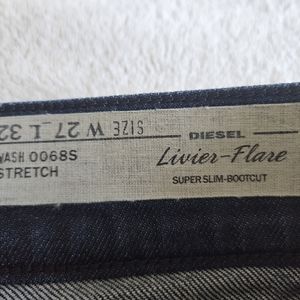 SIZE W 27 L 32
DIESEL
WASH 0068S
STRETCH
Livier-Flare
SUPER SLIM-BOOTCUT